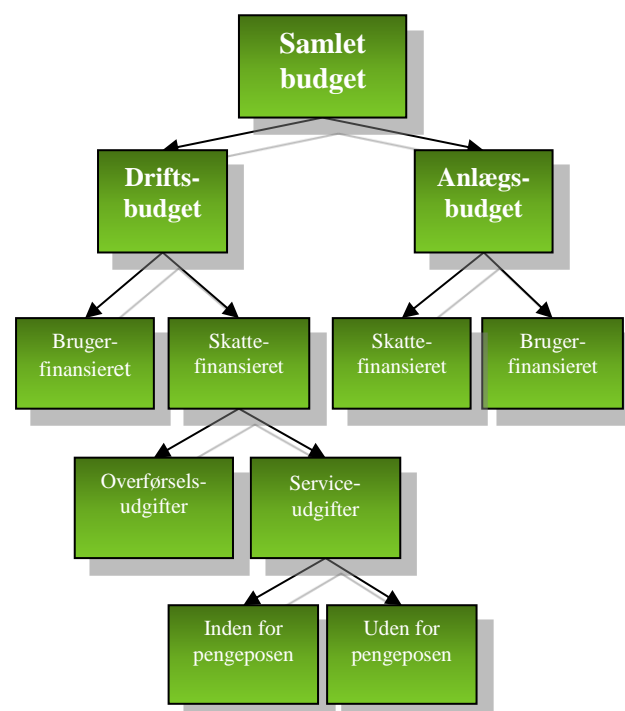 Samlet
budget
Drifts-
budget
Anlægs-
budget
Bruger-
finansieret
Skatte-
finansieret
Skatte-
finansieret
Bruger-
finansieret
Overførsels-
udgifter
Service-
udgifter
Inden for
pengeposen
Uden for
pengeposen